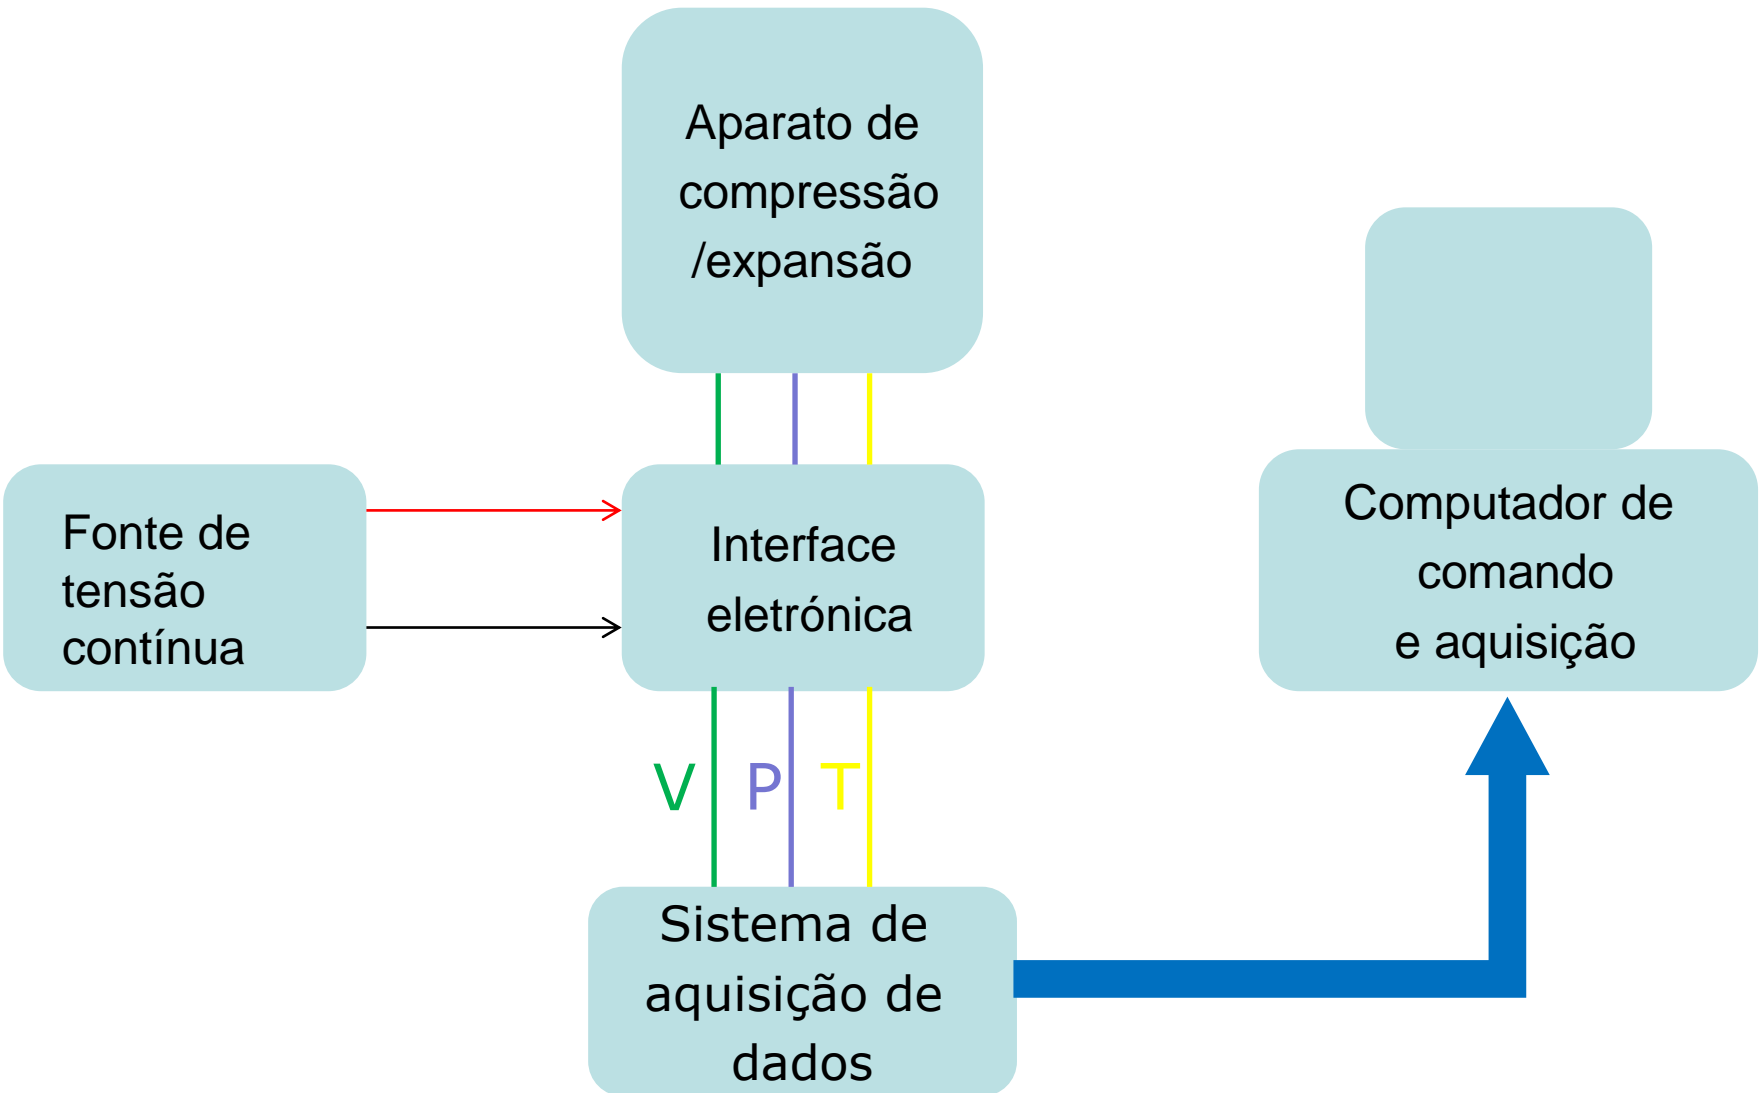 Aparato de
compressão
/expansão
Fonte de
tensão
contínua
Interface
eletrónica
Computador de
comando
e aquisição
V P T
Sistema de
aquisição de
dados